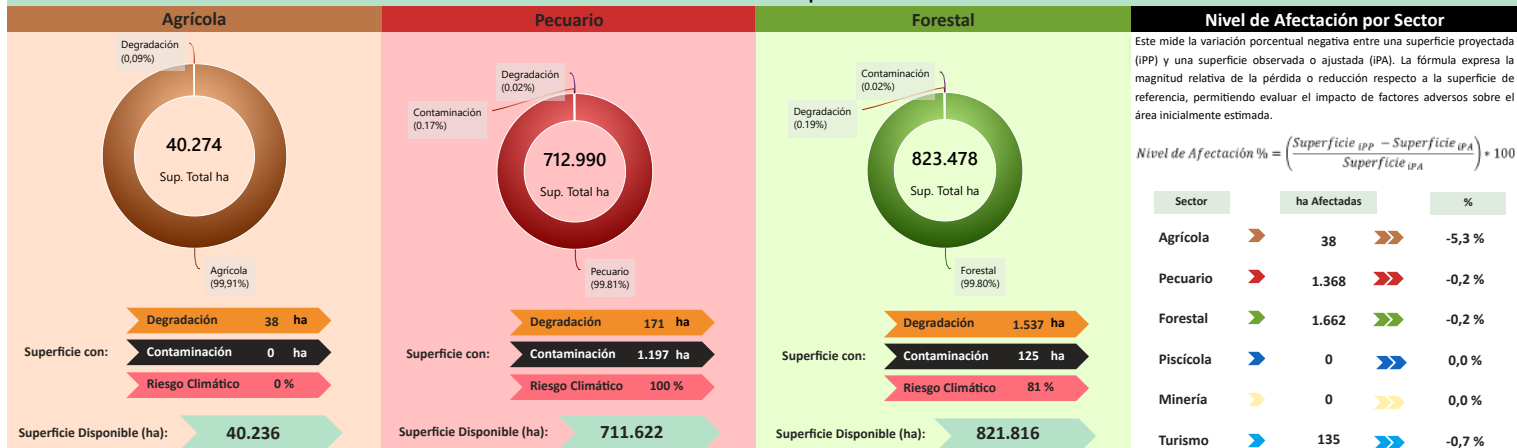 Agrícola
Degradación
(0,09%)
40.274
Sup. Total ha
Agrícola
(99,91%)
Superficie con:
Degradación 38 ha
Contaminación 0 ha
Riesgo Climático 0 %
Superficie Disponible (ha): 40.236
Pecuario
Degradación
(0.02%)
Contaminación
(0.17%)
712.990
Sup. Total ha
Pecuario
(99.81%)
Superficie con:
Degradación 171 ha
Contaminación 1.197 ha
Riesgo Climático 100 %
Superficie Disponible (ha): 711.622
Forestal
Contaminación
(0.02%)
Degradación
(0.19%)
823.478
Sup. Total ha
Forestal
(99.80%)
Superficie con:
Degradación 1.537 ha
Contaminación 125 ha
Riesgo Climático 81 %
Superficie Disponible (ha): 821.816
Nivel de Afectación por Sector
Este mide la variación porcentual negativa entre una superficie proyectada
(iPP) y una superficie observada o ajustada (iPA). La fórmula expresa la
magnitud relativa de la pérdida o reducción respecto a la superficie de
referencia, permitiendo evaluar el impacto de factores adversos sobre el
área inicialmente estimada.
Nivel de Afectación % = ((Superficie iPP − Superficie iPA) / Superficie iPA) * 100
Sector ha Afectadas %
Agrícola 38 -5,3 %
Pecuario 1.368 -0,2 %
Forestal 1.662 -0,2 %
Piscícola 0 0,0 %
Minería 0 0,0 %
Turismo 135 -0,7 %